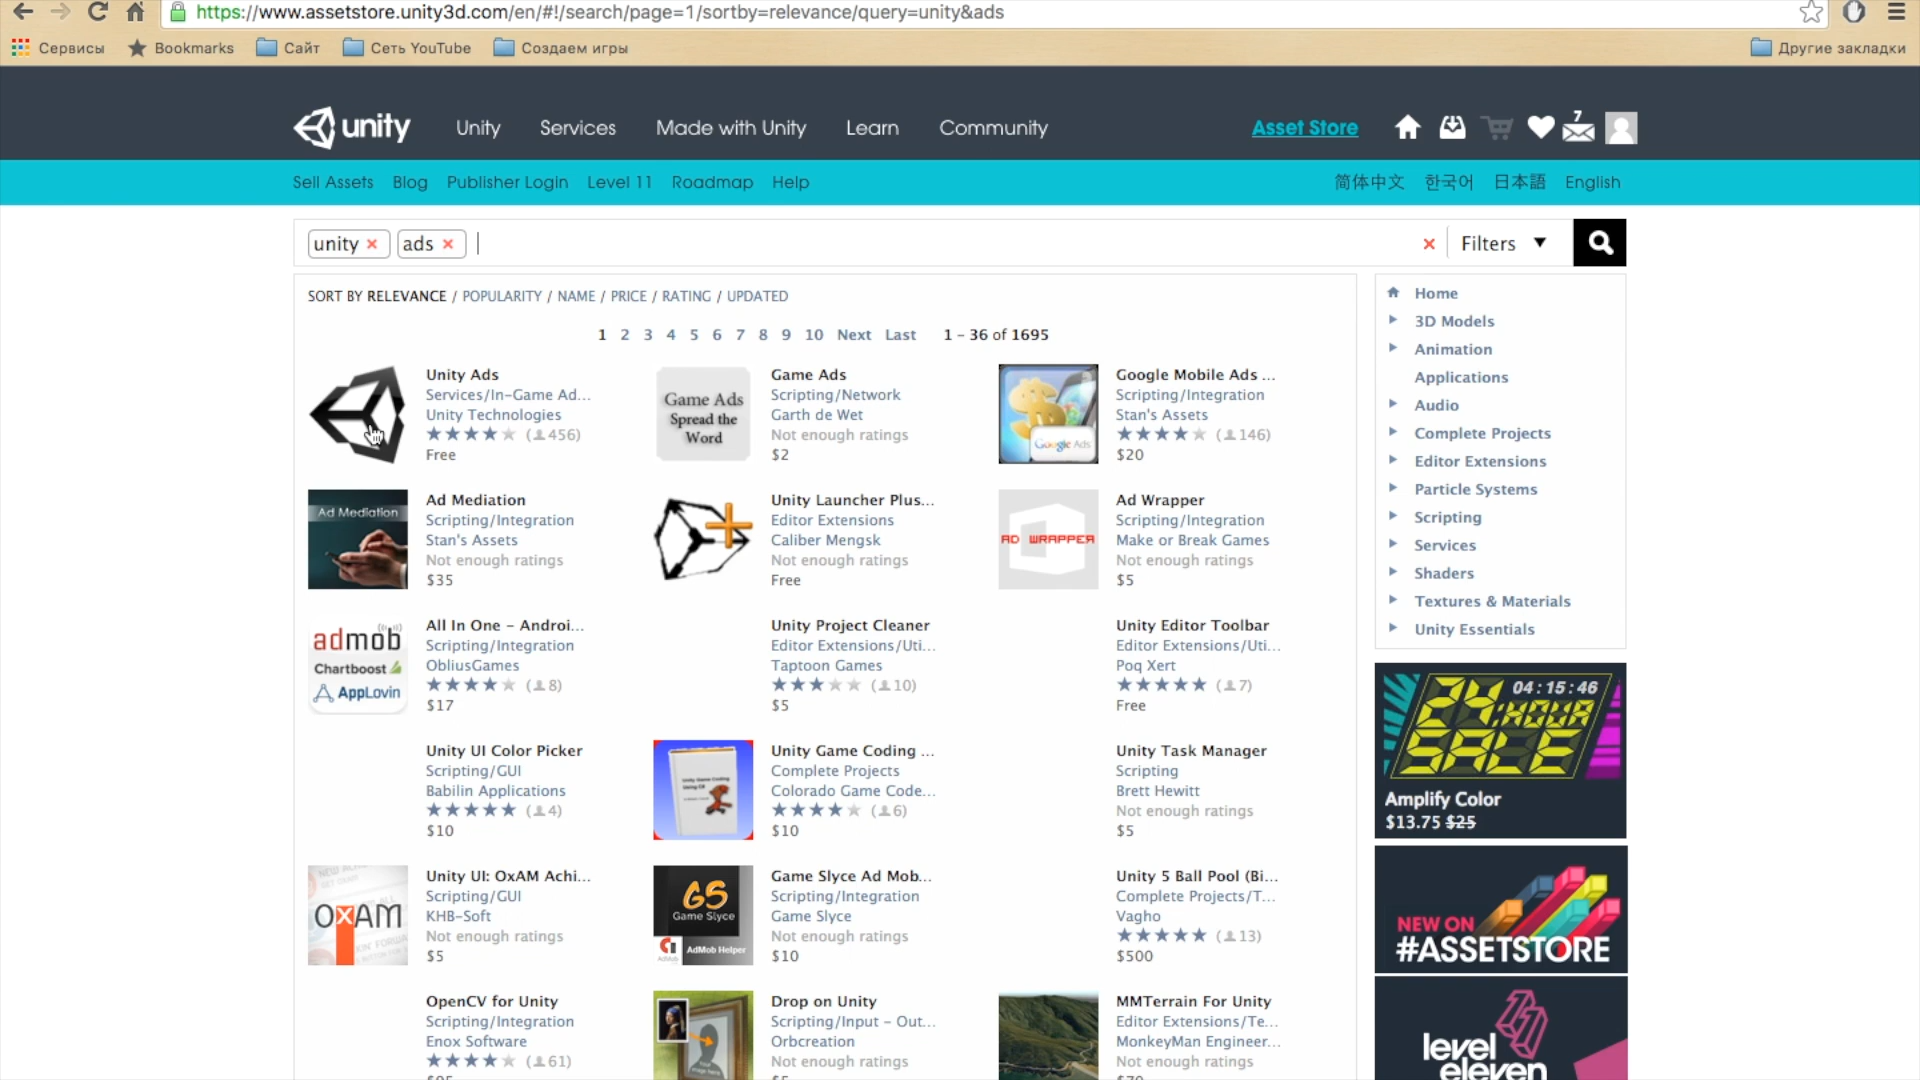 https://www.assetstore.unity3d.com/en/#!/search/page=1/sortby=relevance/query=unity&ads
Сервисы Bookmarks Сайт Сеть YouTube Создаем игры Другие закладки
unity Unity Services Made with Unity Learn Community Asset Store 7
Sell Assets Blog Publisher Login Level 11 Roadmap Help 简体中文 한국어 日本語 English
unity × ads × × Filters ▼
SORT BY RELEVANCE / POPULARITY / NAME / PRICE / RATING / UPDATED
1 2 3 4 5 6 7 8 9 10 Next Last 1 - 36 of 1695
Unity Ads
Services/In-Game Ad...
Unity Technologies
(456)
Free
Game Ads
Spread the
Word
Game Ads
Scripting/Network
Garth de Wet
Not enough ratings
$2
Google Ads
Google Mobile Ads ...
Scripting/Integration
Stan's Assets
(146)
$20
Ad Mediation
Ad Mediation
Scripting/Integration
Stan's Assets
Not enough ratings
$35
Unity Launcher Plus...
Editor Extensions
Caliber Mengsk
Not enough ratings
Free
AD WRAPPER
Ad Wrapper
Scripting/Integration
Make or Break Games
Not enough ratings
$5
admob
Chartboost
AppLovin
All In One - Androi...
Scripting/Integration
ObliusGames
(8)
$17
Unity Project Cleaner
Editor Extensions/Uti...
Taptoon Games
(10)
$5
Unity Editor Toolbar
Editor Extensions/Uti...
Poq Xert
(7)
Free
Unity UI Color Picker
Scripting/GUI
Babilin Applications
(4)
$10
Unity Game Coding
Using C#
Unity Game Coding ...
Complete Projects
Colorado Game Code...
(6)
$10
Unity Task Manager
Scripting
Brett Hewitt
Not enough ratings
$5
OXAM
Unity UI: OxAM Achi...
Scripting/GUI
KHB-Soft
Not enough ratings
$5
GS
Game Slyce
AdMob
AdMob Helper
Game Slyce Ad Mob...
Scripting/Integration
Game Slyce
Not enough ratings
$10
Unity 5 Ball Pool (Bi...
Complete Projects/T...
Vagho
(13)
$500
OpenCV for Unity
Scripting/Integration
Enox Software
(61)
Drop on Unity
Scripting/Input - Out...
Orbcreation
Not enough ratings
MMTerrain For Unity
Editor Extensions/Te...
MonkeyMan Engineer...
Not enough ratings
Home
3D Models
Animation
Applications
Audio
Complete Projects
Editor Extensions
Particle Systems
Scripting
Services
Shaders
Textures & Materials
Unity Essentials
04:15:46
24 HOUR
SALE
Amplify Color
$13.75 $25
NEW ON
#ASSETSTORE
11
level
eleven